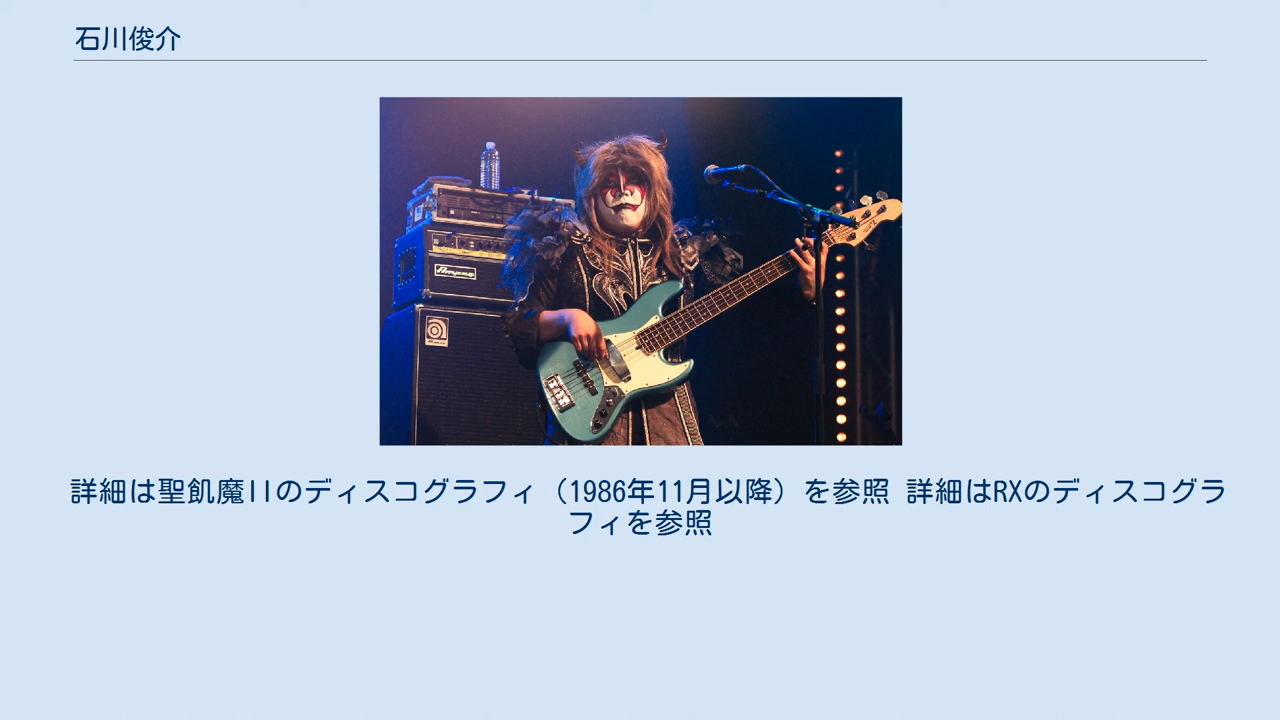 石川俊介
Ampeg
詳細は聖飢魔IIのディスコグラフィ（1986年11月以降）を参照 詳細はRXのディスコグラ
フィを参照